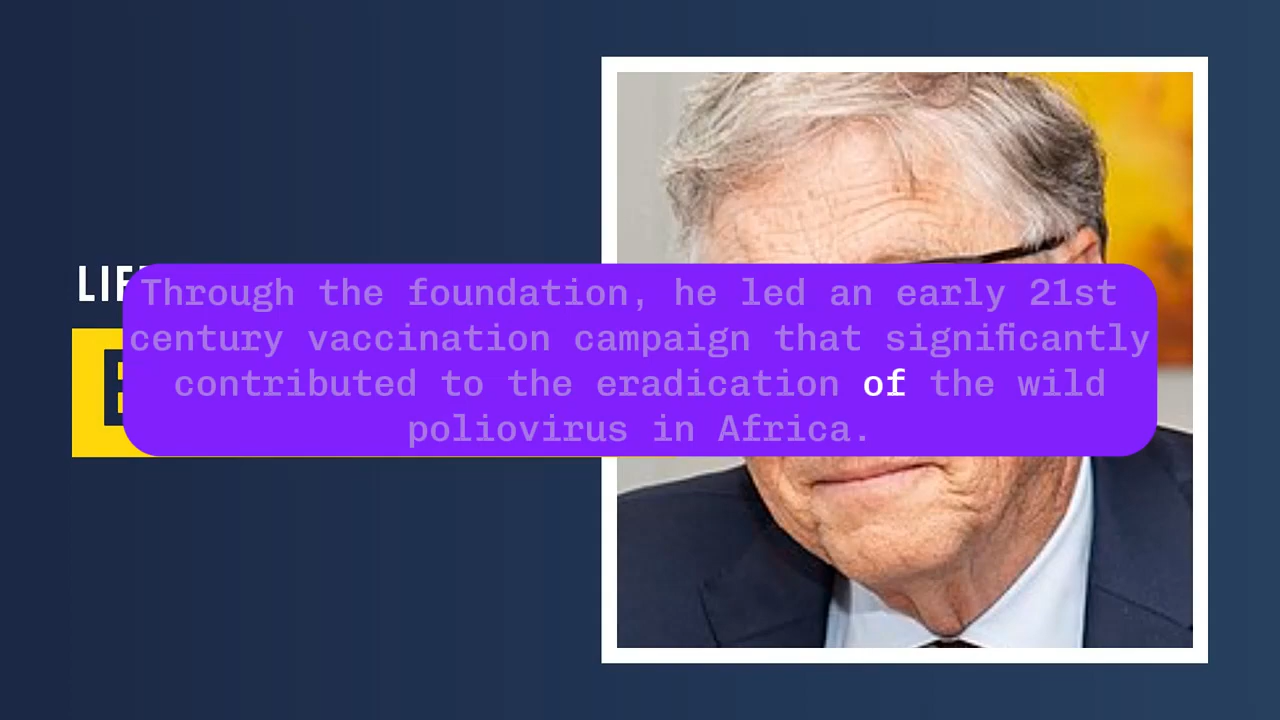 Through the foundation, he led an early 21st
century vaccination campaign that significantly
contributed to the eradication of the wild
poliovirus in Africa.